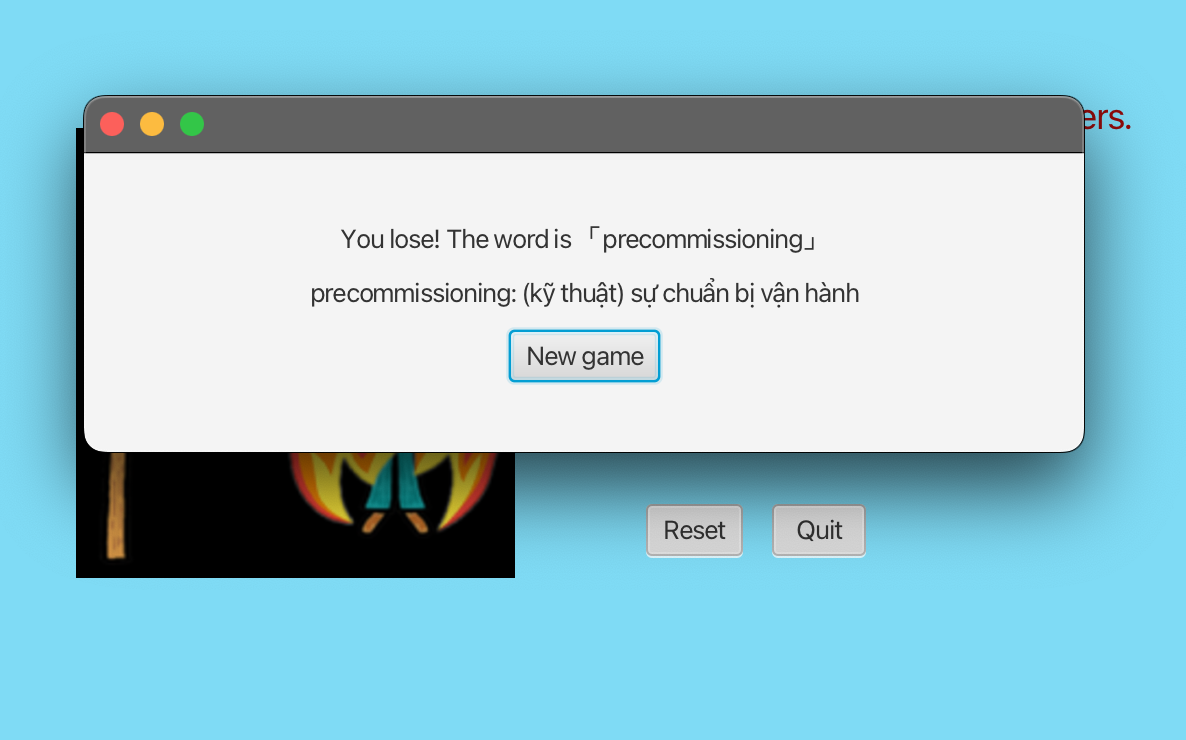 ers.
You lose! The word is 「precommissioning」
precommissioning: (kỹ thuật) sự chuẩn bị vận hành
New game
Reset
Quit